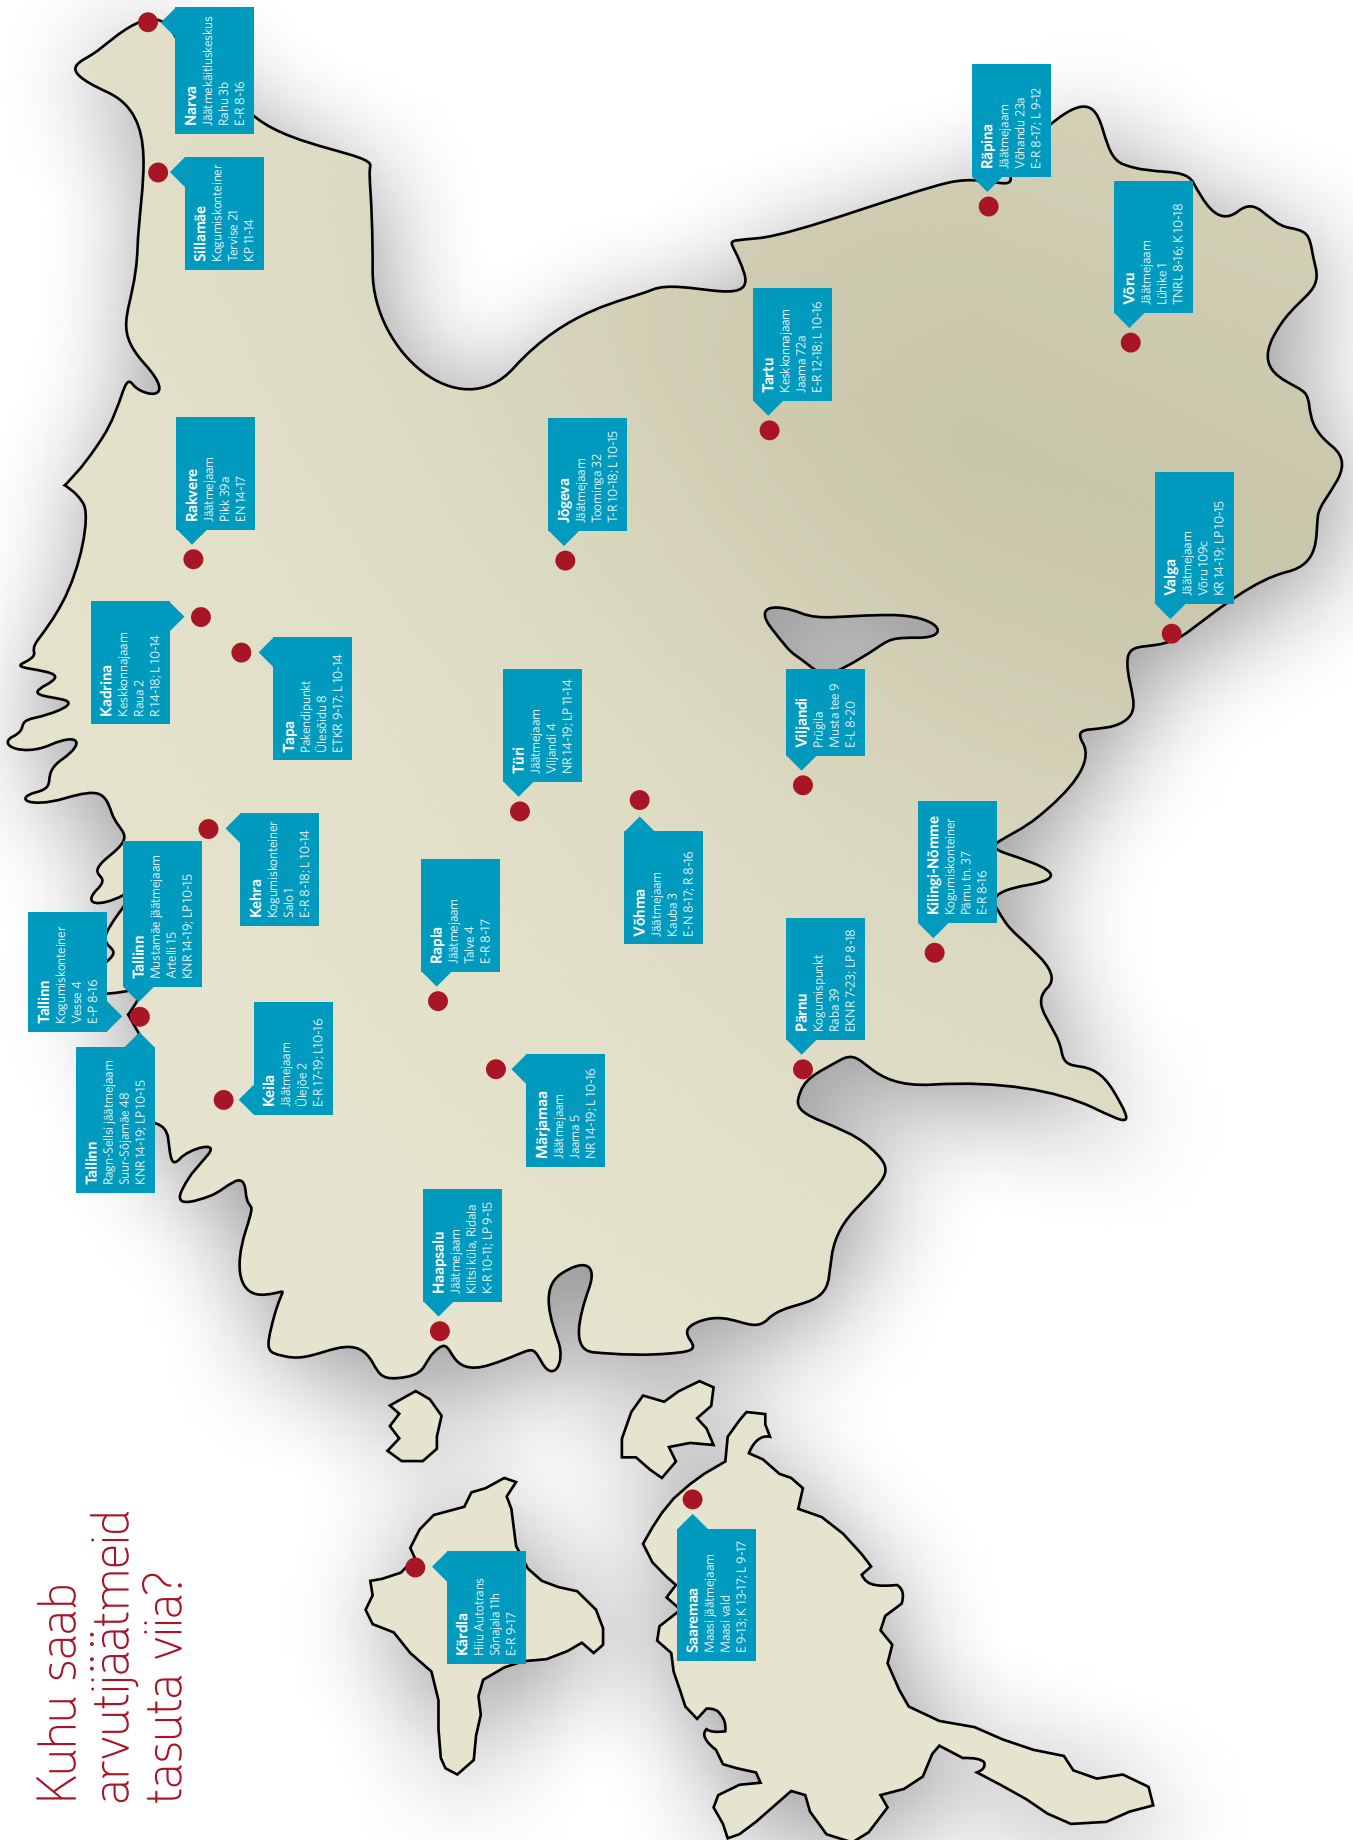 Kuhu saab
arvutijäätmeid
tasuta viia?
Kärdla
Hiiu Autotrans
Sõnajala 11h
E-R 9-17
Saaremaa
Maasi jäätmejaam
Maasi vald
E 9-13; K 13-17; L 9-17
Haapsalu
Jäätmejaam
Kiltsi küla, Ridala
K-R 10-11; LP 9-15
Tallinn
Ragn-Sellsi jäätmejaam
Suur-Sõjamäe 48
KNR 14-19; LP 10-15
Tallinn
Kogumiskonteiner
Vesse 4
E-P 8-16
Tallinn
Mustamäe jäätmejaam
Artelli 15
KNR 14-19; LP 10-15
Keila
Jäätmejaam
Ülejõe 2
E-R 17-19; L10-16
Märjamaa
Jäätmejaam
Jaama 5
NR 14-19; L 10-16
Rapla
Jäätmejaam
Talve 4
E-R 8-17
Kehra
Kogumiskonteiner
Salo 1
E-R 8-18; L 10-14
Pärnu
Kogumispunkt
Raba 39
EKNR 7-23; LP 8-18
Kilingi-Nõmme
Kogumiskonteiner
Pärnu tn. 37
E-R 8-16
Võhma
Jäätmejaam
Kauba 3
E-N 8-17; R 8-16
Türi
Jäätmejaam
Viljandi 4
NR 14-19; LP 11-14
Viljandi
Prügila
Musta tee 9
E-L 8-20
Kadrina
Keskkonnajaam
Raua 2
R 14-18; L 10-14
Tapa
Pakendipunkt
Ülesõidu 8
ETKR 9-17; L 10-14
Rakvere
Jäätmejaam
Pikk 39a
EN 14-17
Jõgeva
Jäätmejaam
Toominga 32
T-R 10-18; L 10-15
Valga
Jäätmejaam
Võru 109c
KR 14-19; LP 10-15
Tartu
Keskkonnajaam
Jaama 72a
E-R 12-18; L 10-16
Võru
Jäätmejaam
Lühike 1
TNRL 8-16; K 10-18
Räpina
Jäätmejaam
Võhandu 23a
E-R 8-17; L 9-12
Sillamäe
Kogumiskonteiner
Tervise 21
KP 11-14
Narva
Jäätmekäitluskeskus
Rahu 3b
E-R 8-16